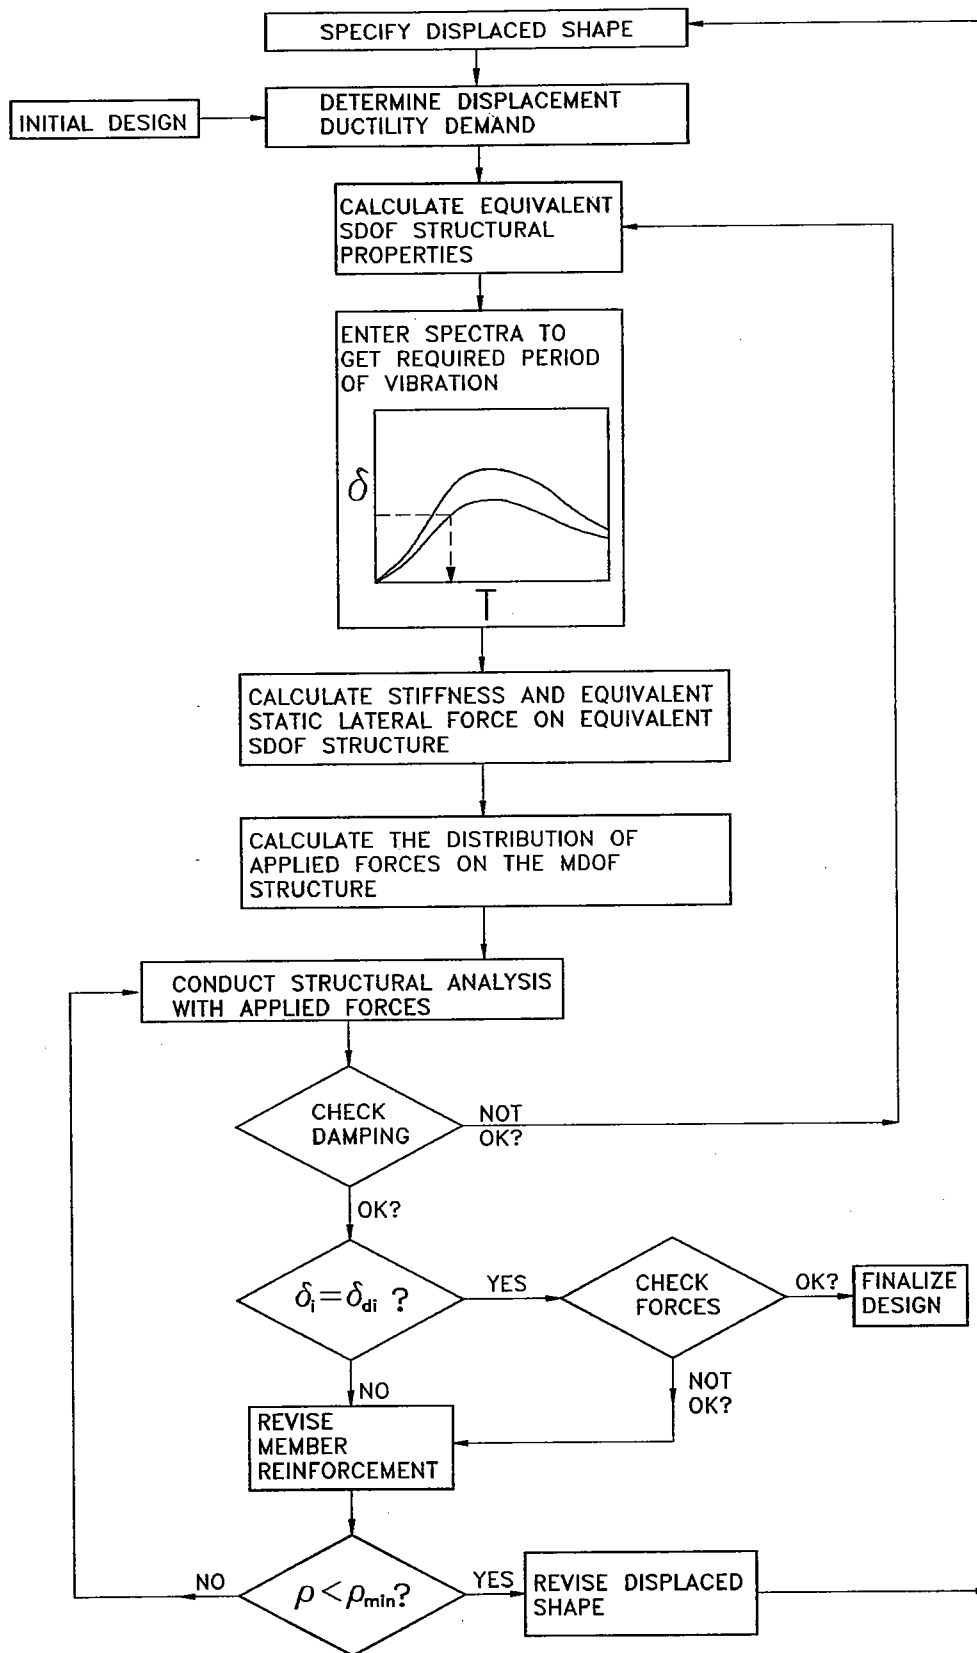 SPECIFY DISPLACED SHAPE
INITIAL DESIGN
DETERMINE DISPLACEMENT
DUCTILITY DEMAND
CALCULATE EQUIVALENT
SDOF STRUCTURAL
PROPERTIES
ENTER SPECTRA TO
GET REQUIRED PERIOD
OF VIBRATION
δ
T
CALCULATE STIFFNESS AND EQUIVALENT
STATIC LATERAL FORCE ON EQUIVALENT
SDOF STRUCTURE
CALCULATE THE DISTRIBUTION OF
APPLIED FORCES ON THE MDOF
STRUCTURE
CONDUCT STRUCTURAL ANALYSIS
WITH APPLIED FORCES
CHECK
DAMPING
NOT
OK?
OK?
δi=δdi ?
YES
CHECK
FORCES
OK?
FINALIZE
DESIGN
NO
NOT
OK?
REVISE
MEMBER
REINFORCEMENT
NO
ρ<ρmin?
YES
REVISE DISPLACED
SHAPE